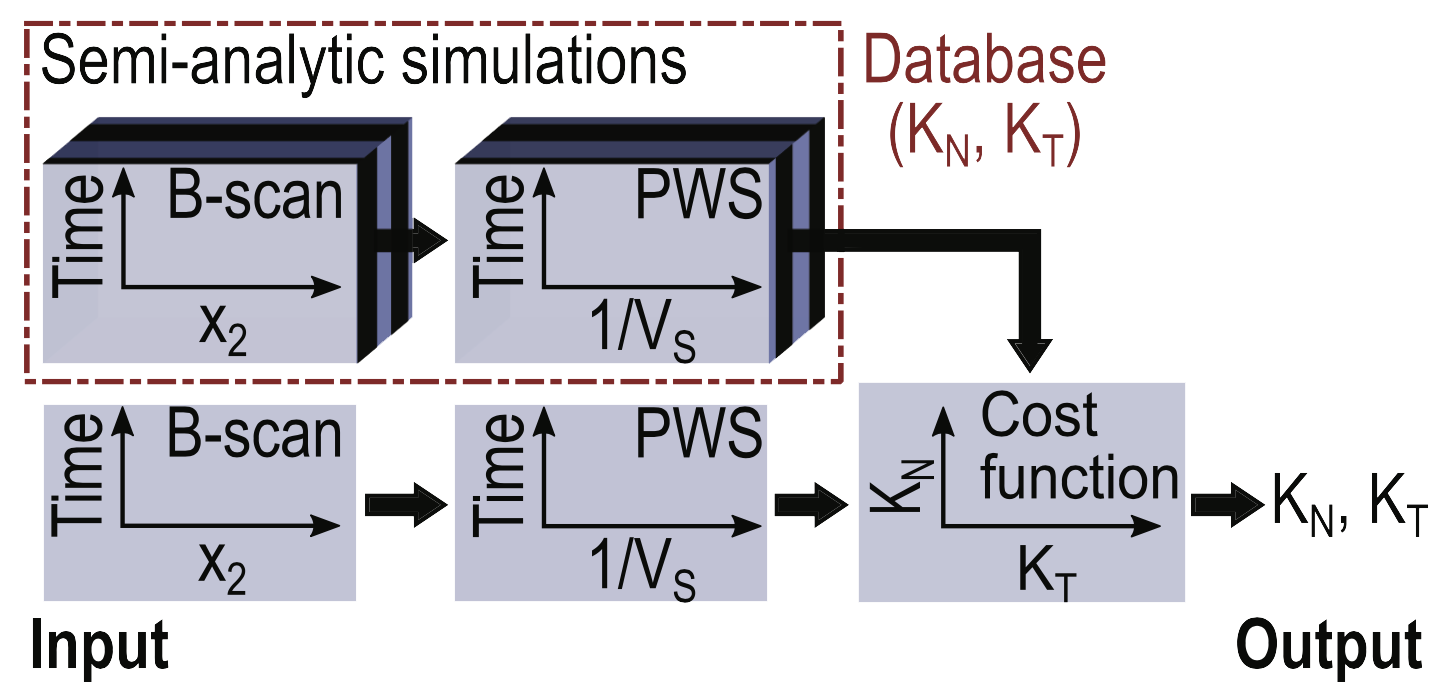 Semi-analytic simulations
Database
(K_N, K_T)
Time
B-scan
x_2
Time
PWS
1/V_S
Time
B-scan
x_2
Time
PWS
1/V_S
K_N
Cost
function
K_T
K_N, K_T
Input
Output